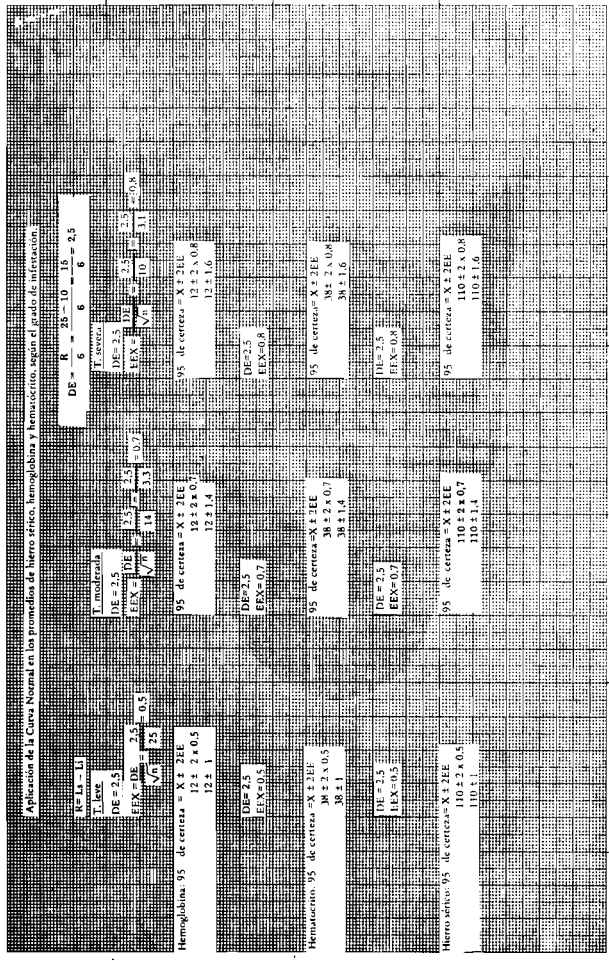 Aplicación de la Curva Normal en los promedios de hierro sérico, hemoglobina y hematócrito, según el grado de infestación.
R= Ls − Li
DE = R / 6 = 25 − 10 / 6 = 15 / 6 = 2,5
T. leve
DE = 2,5
EEX = DE / √n = 2,5 / 25 = 0,5
T. moderada
DE = 2,5
EEX = DE / √n = 2,5 / 14 = 2,5 / 3,3 = 0,7
T. severa
DE= 2,5
EEX = DE / √n = 2,5 / 10 = 2,5 / 3,1 = 0,8
Hemoglobina: 95 de certeza = X ± 2EE
12 ± 2 x 0,5
12 ± 1
95 de certeza = X ± 2EE
12 ± 2 x 0,7
12 ± 1,4
95 de certeza = X ± 2EE
12 ± 2 x 0,8
12 ± 1,6
DE= 2,5
EEX=0,5
DE=2,5
EEX=0,7
DE=2,5
EEX=0,8
Hematocrito: 95 de certeza=X ± 2EE
38 ± 2 x 0,5
38 ± 1
95 de certeza=X ± 2EE
38 ± 2 x 0,7
38 ± 1,4
95 de certeza= X ± 2EE
38± 2 x 0,8
38 ± 1,6
DE = 2,5
EEX=0,5
DE = 2,5
EEX=0,7
DE=2,5
EEX=0,8
Hierro sérico: 95 de certeza= X ± 2EE
110 ± 2 x 0,5
110 ± 1
95 de certeza = X ± 2EE
110 ± 2 x 0,7
110 ± 1,4
95 de certeza = X ± 2EE
110 ± 2 x 0,8
110 ± 1,6